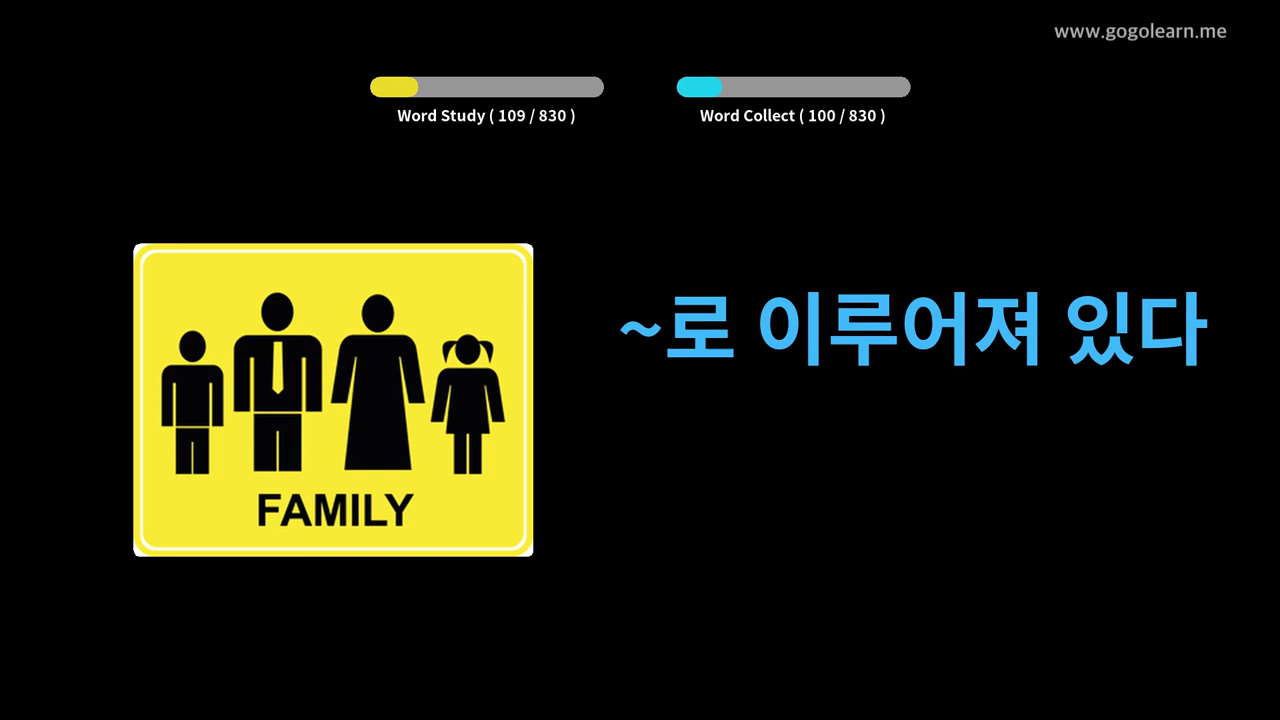 www.gogolearn.me
Word Study ( 109 / 830 )
Word Collect ( 100 / 830 )
~로 이루어져 있다
FAMILY